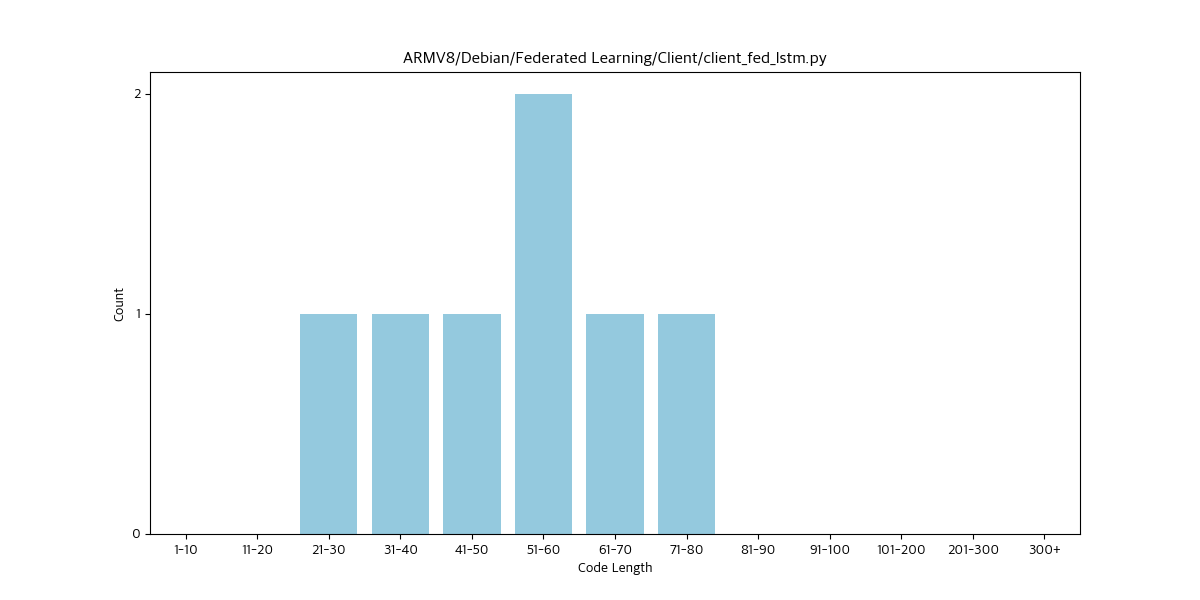 ARMV8/Debian/Federated Learning/Client/client_fed_lstm.py
Count
2
1
0
1-10 11-20 21-30 31-40 41-50 51-60 61-70 71-80 81-90 91-100 101-200 201-300 300+
Code Length